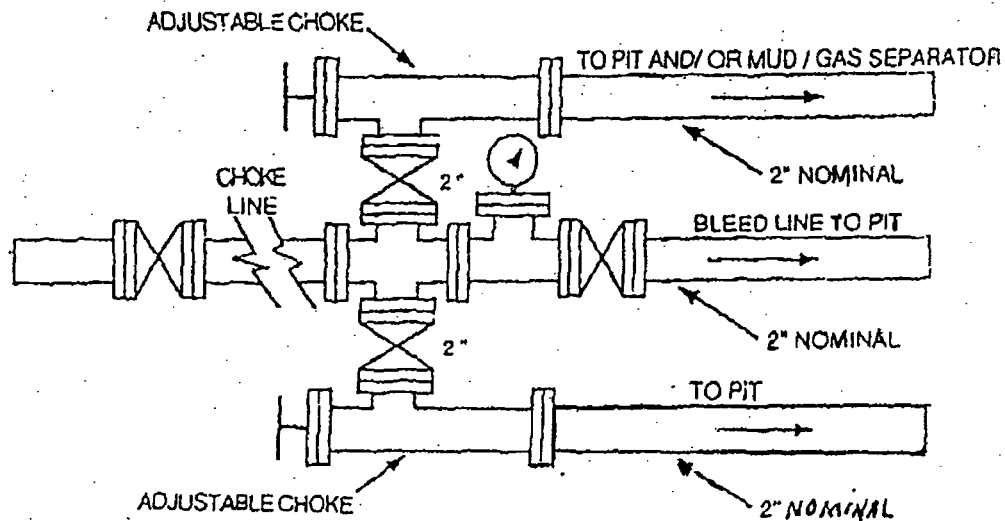 ADJUSTABLE CHOKE
TO PIT AND/OR MUD / GAS SEPARATOR
2" NOMINAL
2"
CHOKE
LINE
BLEED LINE TO PIT
2" NOMINAL
2"
TO PIT
ADJUSTABLE CHOKE
2" NOMINAL